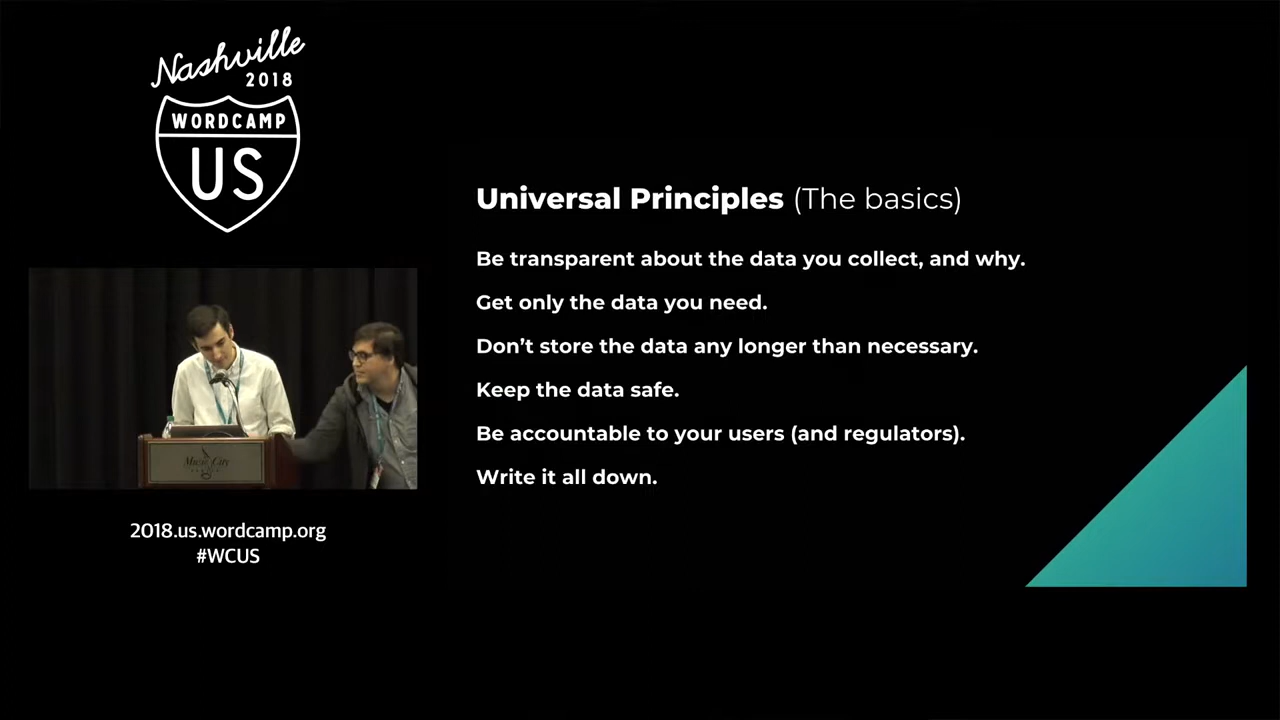 Nashville
2018
WORDCAMP
US
Universal Principles (The basics)
Be transparent about the data you collect, and why.
Get only the data you need.
Don’t store the data any longer than necessary.
Keep the data safe.
Be accountable to your users (and regulators).
Write it all down.
Music City
2018.us.wordcamp.org
#WCUS